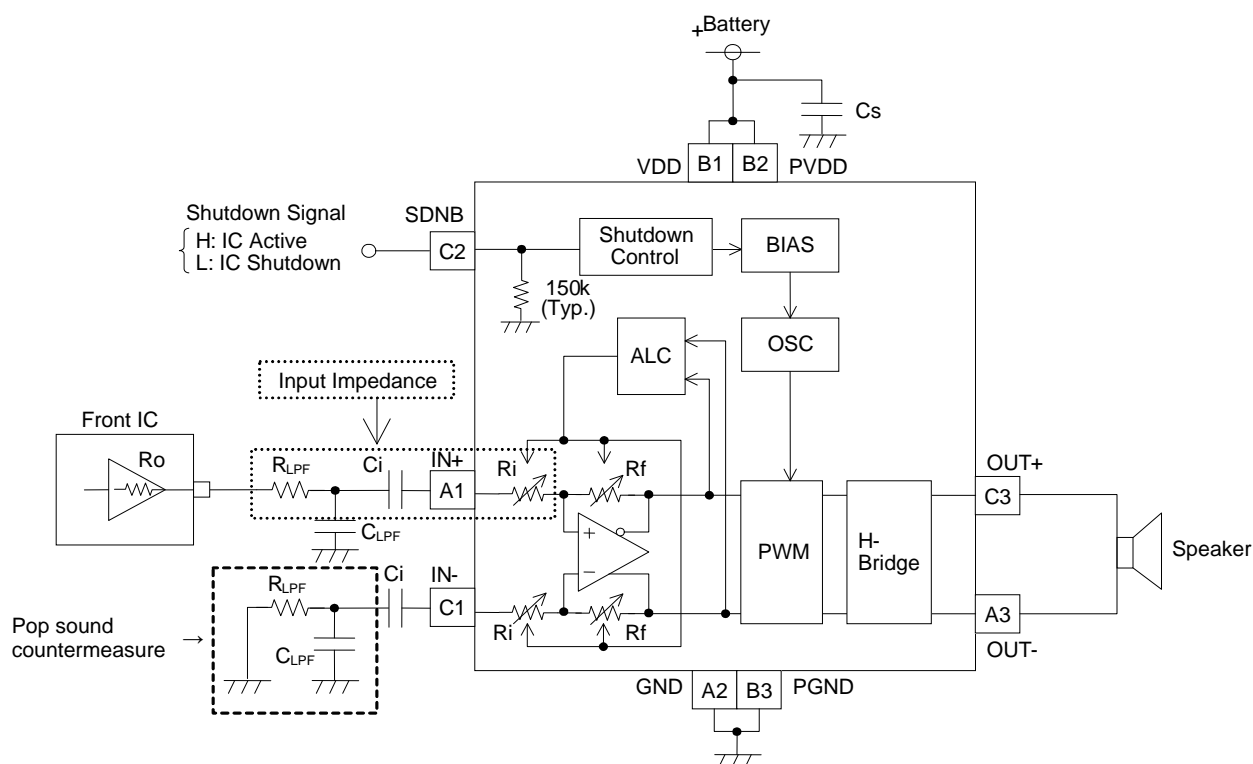 +Battery
Cs
VDD
B1
B2
PVDD
Shutdown Signal
H: IC Active
L: IC Shutdown
SDNB
C2
Shutdown
Control
BIAS
150k
(Typ.)
ALC
OSC
Input Impedance
Front IC
Ro
RLPF
Ci
IN+
A1
Ri
Rf
OUT+
C3
CLPF
+
−
PWM
H-
Bridge
Speaker
RLPF
Ci
IN-
C1
Ri
Rf
A3
OUT-
Pop sound
countermeasure
→
CLPF
GND
A2
B3
PGND